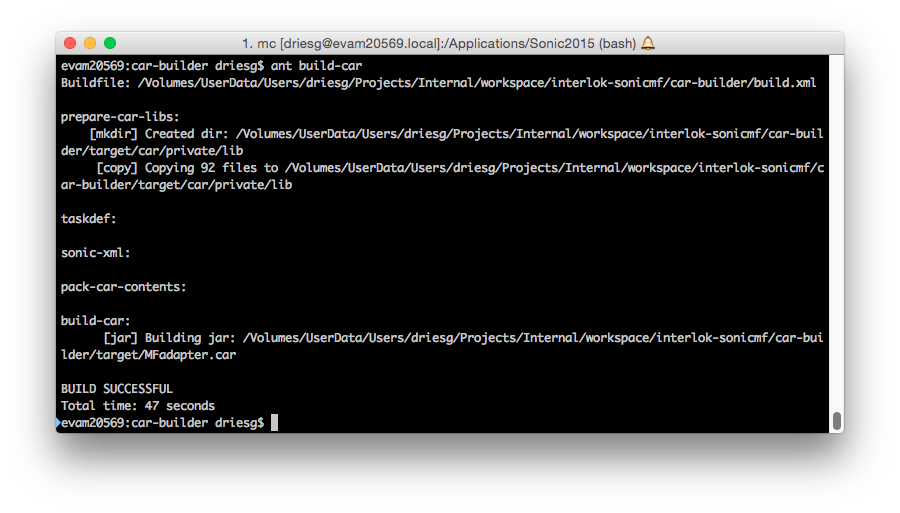 1. mc [driesg@evam20569.local]:/Applications/Sonic2015 (bash)
evam20569:car-builder driesg$ ant build-car
Buildfile: /Volumes/UserData/Users/driesg/Projects/Internal/workspace/interlok-sonicmf/car-builder/build.xml
prepare-car-libs:
[mkdir] Created dir: /Volumes/UserData/Users/driesg/Projects/Internal/workspace/interlok-sonicmf/car-buil
der/target/car/private/lib
[copy] Copying 92 files to /Volumes/UserData/Users/driesg/Projects/Internal/workspace/interlok-sonicmf/c
ar-builder/target/car/private/lib
taskdef:
sonic-xml:
pack-car-contents:
build-car:
[jar] Building jar: /Volumes/UserData/Users/driesg/Projects/Internal/workspace/interlok-sonicmf/car-bui
lder/target/MFadapter.car
BUILD SUCCESSFUL
Total time: 47 seconds
evam20569:car-builder driesg$